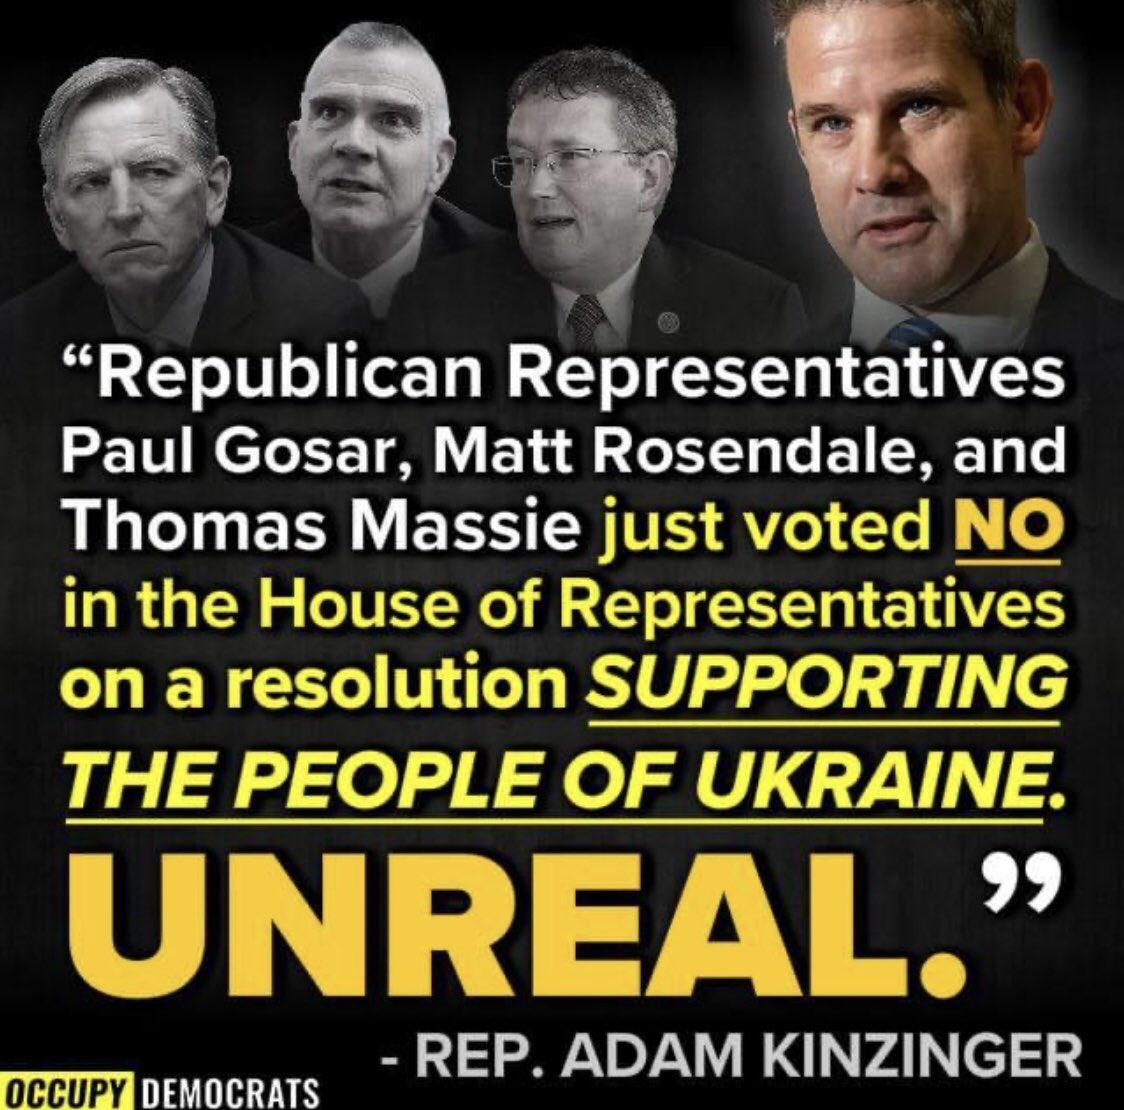 “Republican Representatives
Paul Gosar, Matt Rosendale, and
Thomas Massie just voted NO
in the House of Representatives
on a resolution SUPPORTING
THE PEOPLE OF UKRAINE.
UNREAL.”
- REP. ADAM KINZINGER
OCCUPY DEMOCRATS